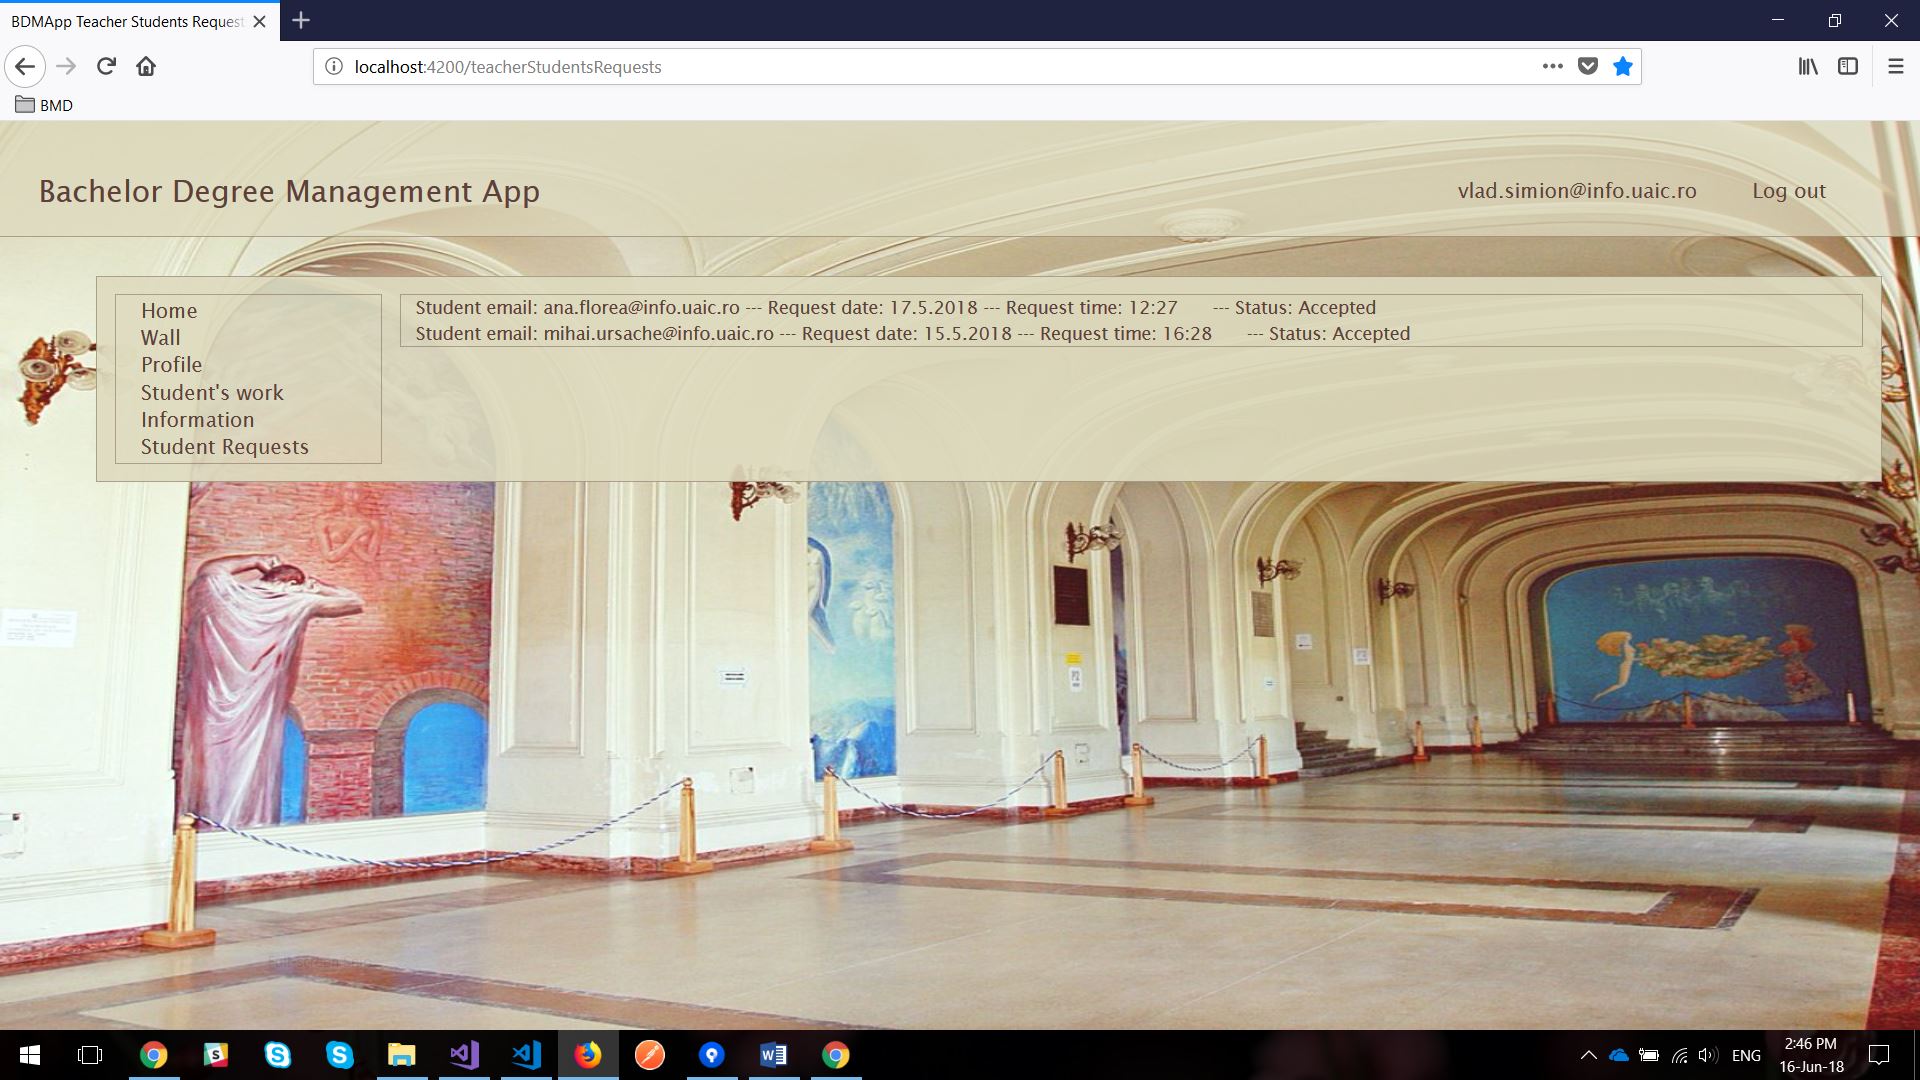 BDMApp Teacher Students Request
localhost:4200/teacherStudentsRequests
BMD
Bachelor Degree Management App
vlad.simion@info.uaic.ro
Log out
Home
Wall
Profile
Student's work
Information
Student Requests
Student email: ana.florea@info.uaic.ro --- Request date: 17.5.2018 --- Request time: 12:27 --- Status: Accepted
Student email: mihai.ursache@info.uaic.ro --- Request date: 15.5.2018 --- Request time: 16:28 --- Status: Accepted
P2
ENG
2:46 PM
16-Jun-18